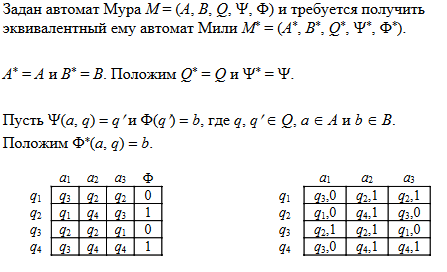 Задан автомат Мура M = (A, B, Q, Ψ, Φ) и требуется получить
эквивалентный ему автомат Мили M* = (A*, B*, Q*, Ψ*, Φ*).
A* = A и B* = B. Положим Q* = Q и Ψ* = Ψ.
Пусть Ψ(a, q) = q′ и Φ(q′) = b, где q, q′ ∈ Q, a ∈ A и b ∈ B.
Положим Φ*(a, q) = b.
a1 a2 a3 Φ
q1 q3 q2 q2 0
q2 q1 q4 q3 1
q3 q2 q2 q1 0
q4 q3 q4 q4 1
a1 a2 a3
q1 q3,0 q2,1 q2,1
q2 q1,0 q4,1 q3,0
q3 q2,1 q2,1 q1,0
q4 q3,0 q4,1 q4,1